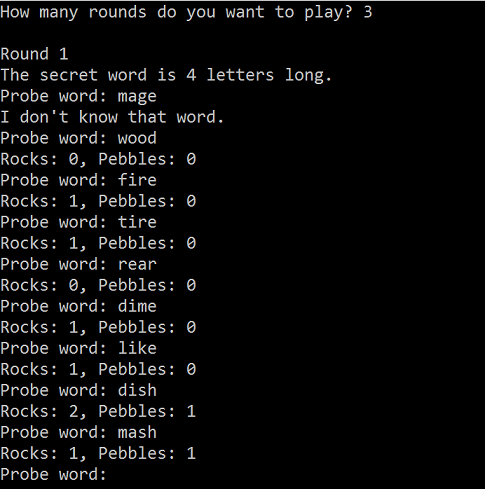 How many rounds do you want to play? 3
Round 1
The secret word is 4 letters long.
Probe word: mage
I don't know that word.
Probe word: wood
Rocks: 0, Pebbles: 0
Probe word: fire
Rocks: 1, Pebbles: 0
Probe word: tire
Rocks: 1, Pebbles: 0
Probe word: rear
Rocks: 0, Pebbles: 0
Probe word: dime
Rocks: 1, Pebbles: 0
Probe word: like
Rocks: 1, Pebbles: 0
Probe word: dish
Rocks: 2, Pebbles: 1
Probe word: mash
Rocks: 1, Pebbles: 1
Probe word: